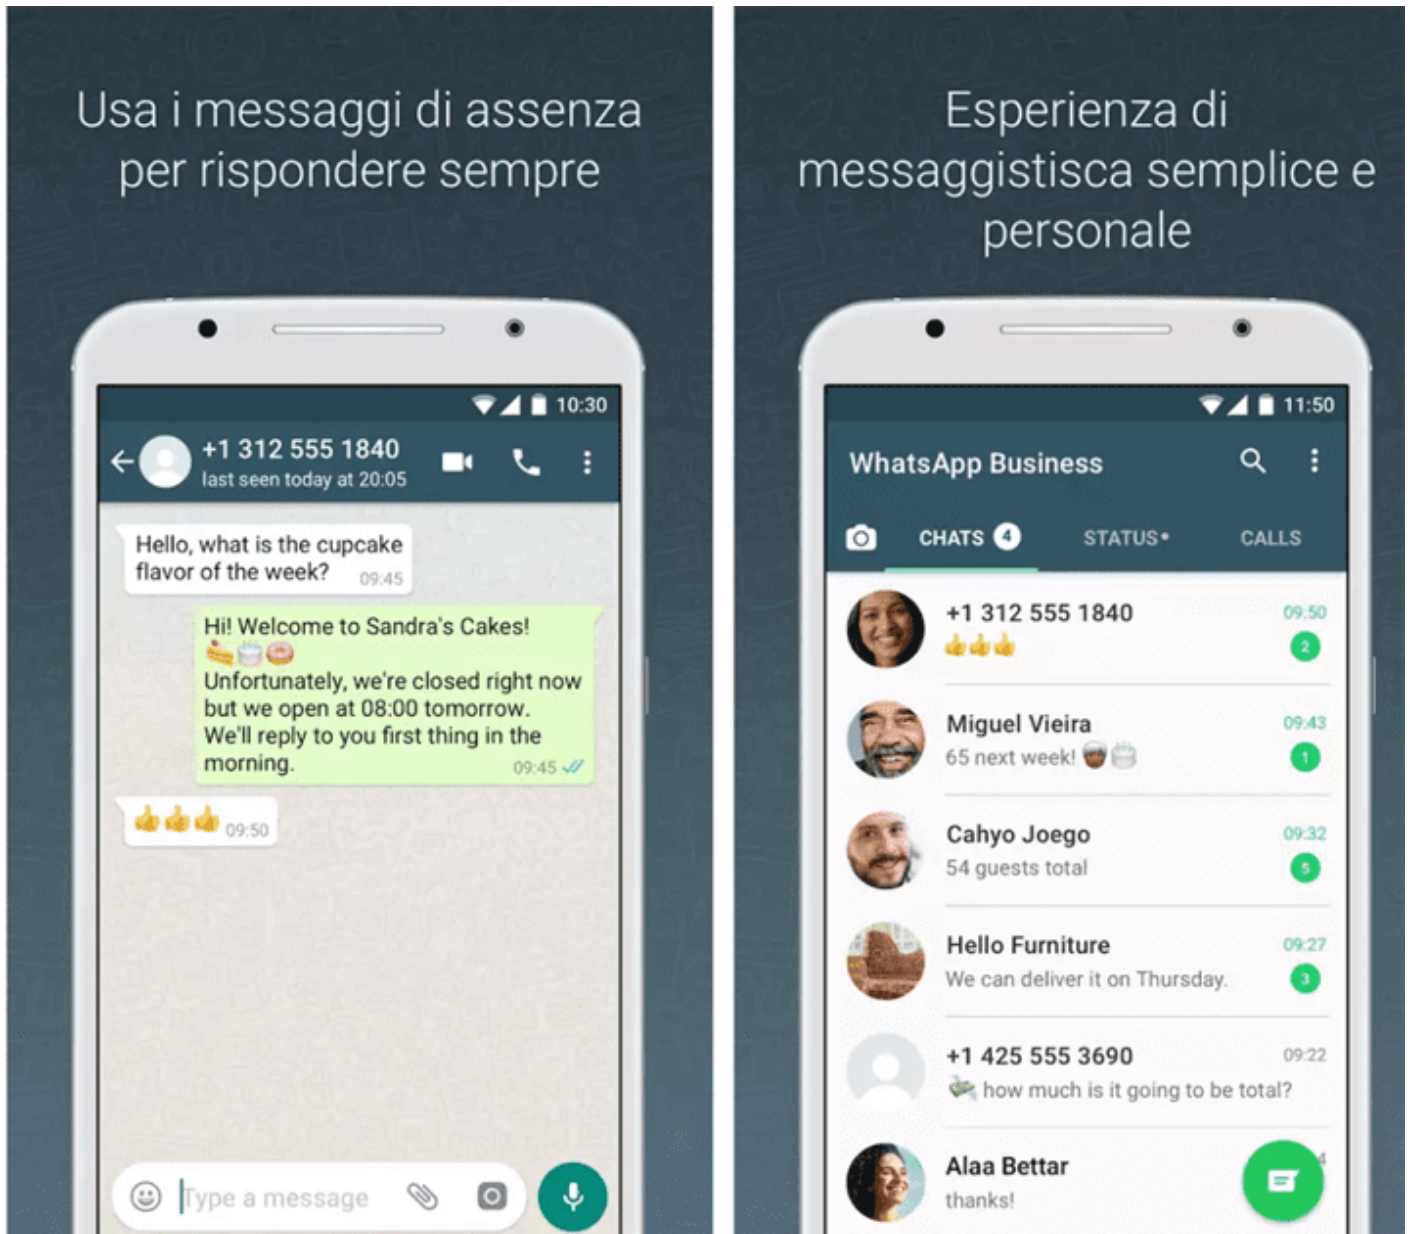 Usa i messaggi di assenza
per rispondere sempre
10:30
+1 312 555 1840
last seen today at 20:05
Hello, what is the cupcake
flavor of the week? 09:45
Hi! Welcome to Sandra's Cakes!
🍰🎂🍩
Unfortunately, we're closed right now
but we open at 08:00 tomorrow.
We'll reply to you first thing in the
morning. 09:45
👍👍👍 09:50
Type a message
Esperienza di
messaggistisca semplice e
personale
11:50
WhatsApp Business
CHATS 4 STATUS• CALLS
+1 312 555 1840 09:50
👍👍👍 2
Miguel Vieira 09:43
65 next week! 🎂 1
Cahyo Joego 09:32
54 guests total 5
Hello Furniture 09:27
We can deliver it on Thursday. 3
+1 425 555 3690 09:22
💸 how much is it going to be total?
Alaa Bettar
thanks!